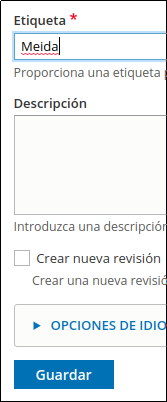 Etiqueta *
Meida
Proporciona una etiqueta
Descripción
Introduzca una descripción
Crear nueva revisión
Crear una nueva revisió
▶ OPCIONES DE IDIO
Guardar